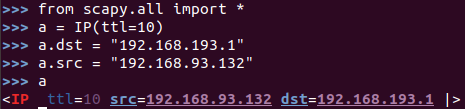 >>> from scapy.all import *
>>> a = IP(ttl=10)
>>> a.dst = "192.168.193.1"
>>> a.src = "192.168.93.132"
>>> a
<IP  ttl=10 src=192.168.93.132 dst=192.168.193.1 |>